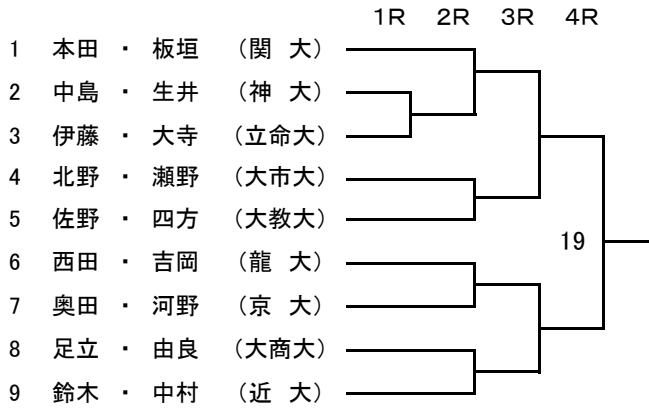 1R 2R 3R 4R
1 本田 ・ 板垣 （関 大）
2 中島 ・ 生井 （神 大）
3 伊藤 ・ 大寺 （立命大）
4 北野 ・ 瀬野 （大市大）
5 佐野 ・ 四方 （大教大）
19
6 西田 ・ 吉岡 （龍 大）
7 奥田 ・ 河野 （京 大）
8 足立 ・ 由良 （大商大）
9 鈴木 ・ 中村 （近 大）